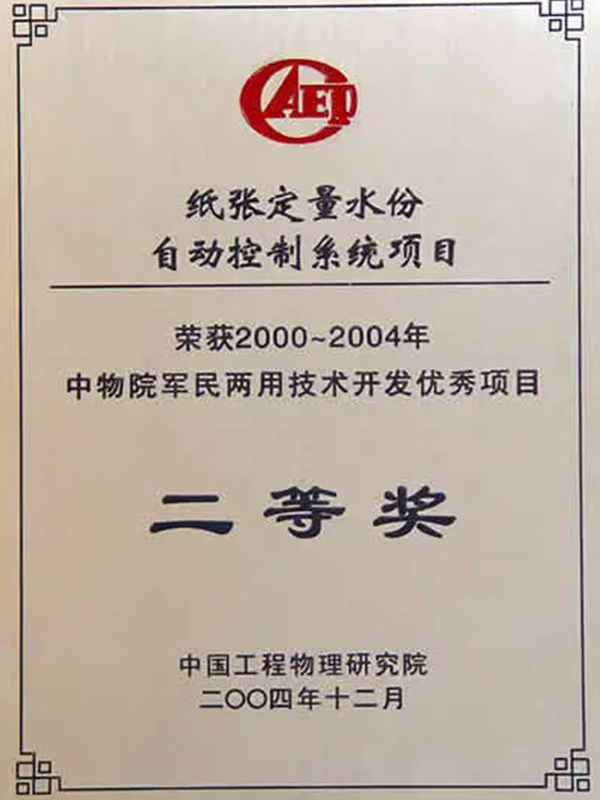 CAEP
纸张定量水份
自动控制系统项目
荣获2000~2004年
中物院军民两用技术开发优秀项目
二等奖
中国工程物理研究院
二〇〇四年十二月